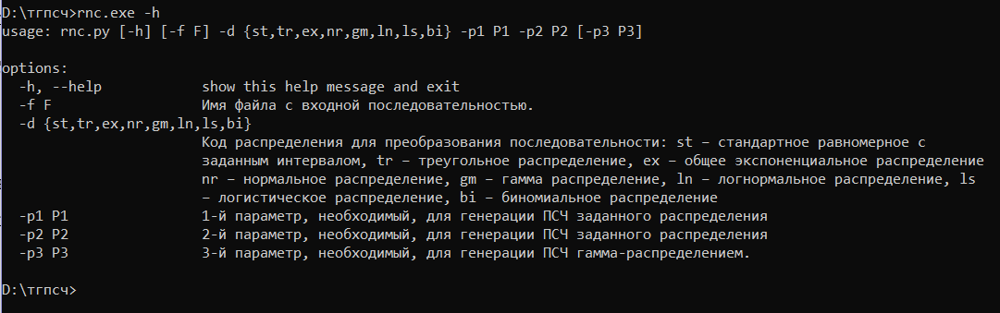 D:\тгпсч>rnc.exe -h
usage: rnc.py [-h] [-f F] -d {st,tr,ex,nr,gm,ln,ls,bi} -p1 P1 -p2 P2 [-p3 P3]
options:
-h, --help show this help message and exit
-f F Имя файла с входной последовательностью.
-d {st,tr,ex,nr,gm,ln,ls,bi}
Код распределения для преобразования последовательности: st – стандартное равномерное с
заданным интервалом, tr – треугольное распределение, ex – общее экспоненциальное распределение
nr – нормальное распределение, gm – гамма распределение, ln – логнормальное распределение, ls
– логистическое распределение, bi – биномиальное распределение
-p1 P1 1-й параметр, необходимый, для генерации ПСЧ заданного распределения
-p2 P2 2-й параметр, необходимый, для генерации ПСЧ заданного распределения
-p3 P3 3-й параметр, необходимый, для генерации ПСЧ гамма-распределением.
D:\тгпсч>